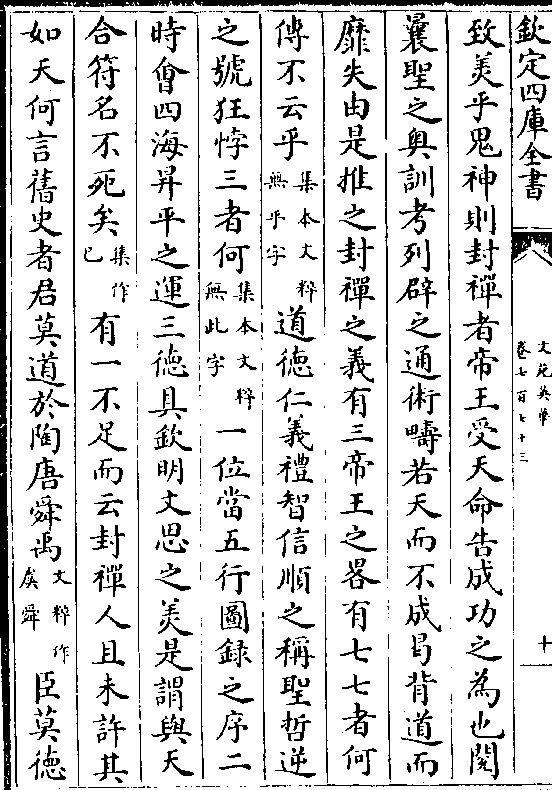 欽定四庫全書
文苑英華
卷七百七十三
十
致美乎鬼神則封禪者帝王受天命告成功之為也閱
曩聖之奧訓考列辟之通術疇若天而不成曷背道而
靡失由是推之封禪之義有三帝王之畧有七七者何
傳不云乎集本文粹無乎字道德仁義禮智信順之稱聖哲逆
之號狂悖三者何集本文粹無此字一位當五行圖錄之序二
時會四海昇平之運三德具欽明文思之美是謂與天
合符名不死矣集作已有一不足而云封禪人且未許其
如天何言舊史者君莫道於陶唐舜禹文粹作虞舜臣莫德